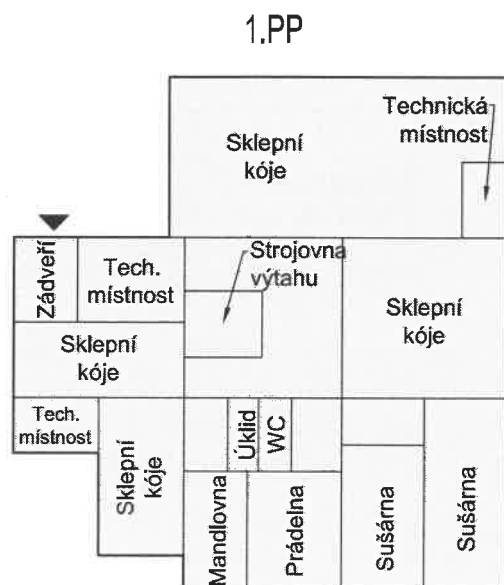 1.PP
Technická
místnost
Sklepní
kóje
Zádveří
Tech.
místnost
Strojovna
výtahu
Sklepní
kóje
Sklepní
kóje
Tech.
místnost
Sklepní
kóje
Úklid
WC
Mandlovna
Prádelna
Sušárna
Sušárna